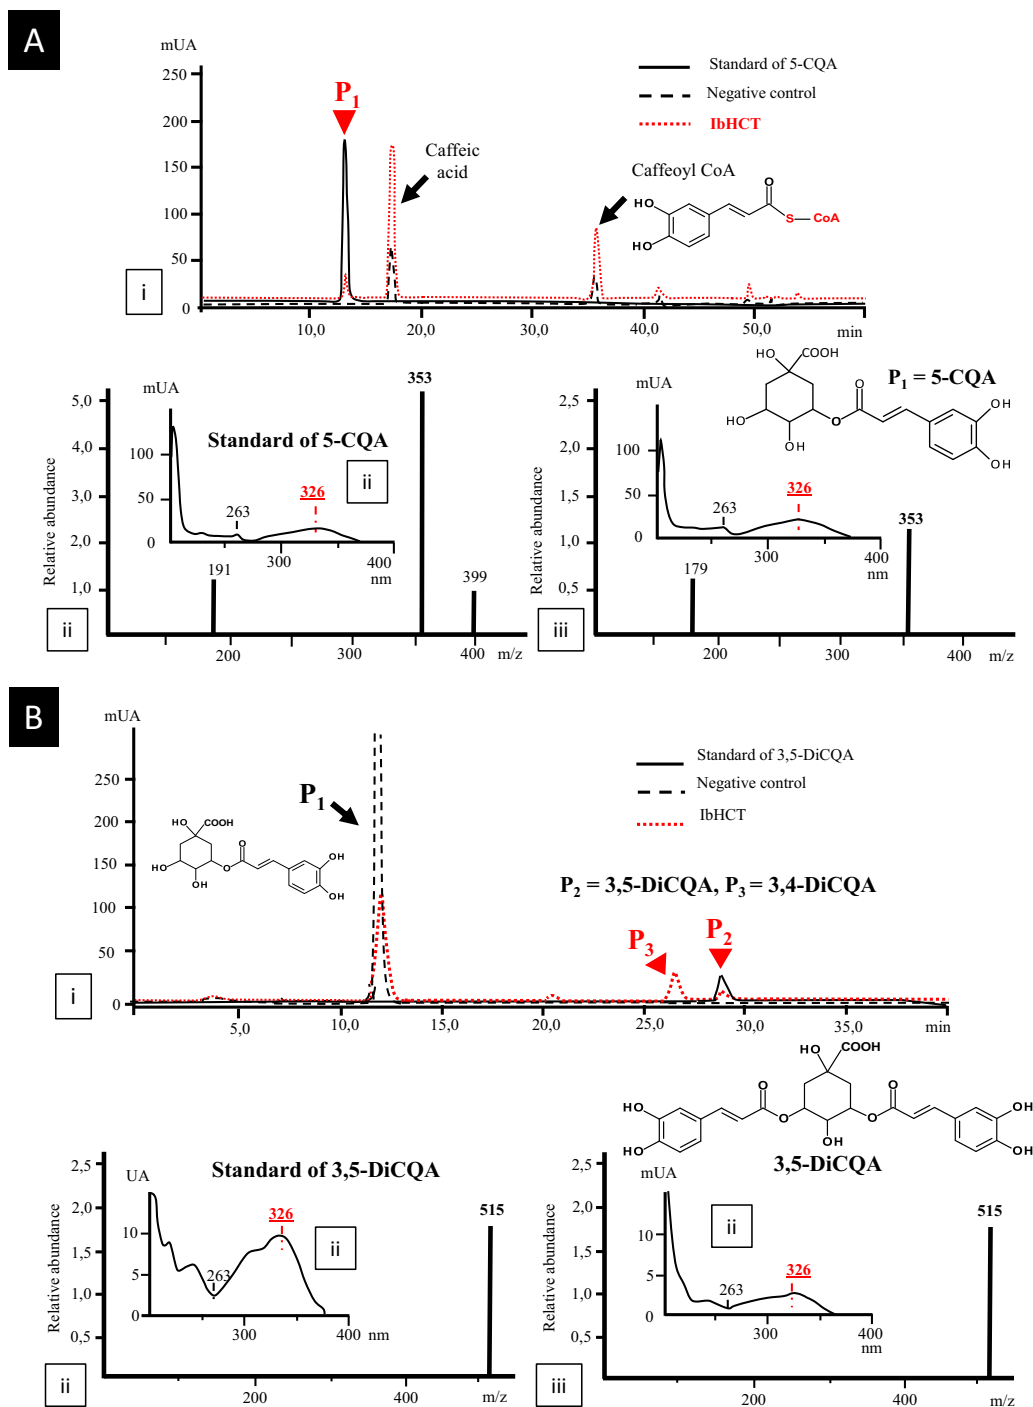 A
mUA
250
200
150
100
50
0
P1
Caffeic
acid
Standard of 5-CQA
Negative control
IbHCT
Caffeoyl CoA
HO
HO
O
S
CoA
i
10,0
20,0
30,0
40,0
50,0
min
5,0
4,0
3,0
2,0
1,0
Relative abundance
mUA
100
50
0
Standard of 5-CQA
ii
263
326
300
400
nm
191
353
399
ii
200
300
400
m/z
2,5
2,0
1,5
1,0
0,5
Relative abundance
mUA
100
50
0
263
326
300
400
nm
HO
COOH
HO
OH
O
O
OH
OH
P1 = 5-CQA
179
353
iii
200
300
400
m/z
B
mUA
250
200
150
100
50
0
P1
HO
COOH
HO
OH
O
O
OH
OH
Standard of 3,5-DiCQA
Negative control
IbHCT
P2 = 3,5-DiCQA, P3 = 3,4-DiCQA
P3
P2
i
5,0
10,0
15,0
20,0
25,0
30,0
35,0
min
HO
COOH
HO
HO
O
O
OH
O
O
OH
OH
3,5-DiCQA
2,5
2,0
1,5
1,0
0,5
Relative abundance
UA
10
5
0
Standard of 3,5-DiCQA
263
326
ii
300
400
nm
515
ii
200
400
m/z
2,5
2,0
1,5
1,0
0,5
Relative abundance
mUA
10
5
0
ii
263
326
300
400
nm
515
iii
200
400
m/z